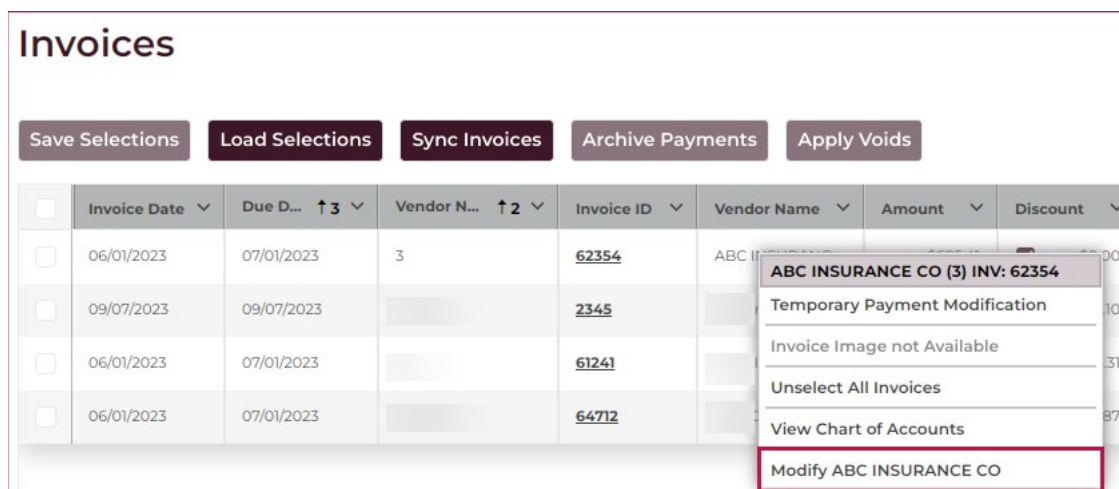 Invoices
Save Selections Load Selections Sync Invoices Archive Payments Apply Voids
Invoice Date Due D... ↑3 Vendor N... ↑2 Invoice ID Vendor Name Amount Discount
06/01/2023 07/01/2023 3 62354 ABC
ABC INSURANCE CO (3) INV: 62354
Temporary Payment Modification
09/07/2023 09/07/2023 2345
Invoice Image not Available
06/01/2023 07/01/2023 61241
Unselect All Invoices
06/01/2023 07/01/2023 64712
View Chart of Accounts
Modify ABC INSURANCE CO